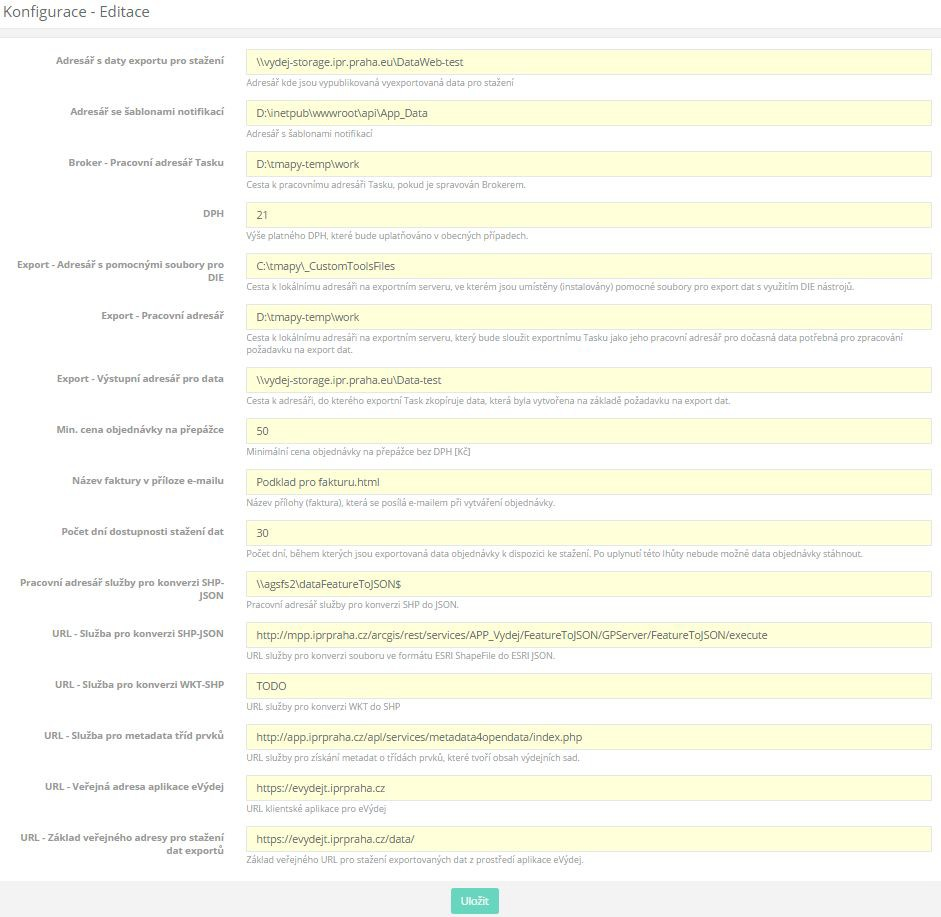 Konfigurace - Editace
Adresář s daty exportu pro stažení
\\vydej-storage.ipr.praha.eu\DataWeb-test
Adresář kde jsou vypublikovaná vyexportovaná data pro stažení
Adresář se šablonami notifikací
D:\inetpub\wwwroot\api\App_Data
Adresář s šablonami notifikací
Broker - Pracovní adresář Tasku
D:\tmapy-temp\work
Cesta k pracovnímu adresáři Tasku, pokud je spravován Brokerem.
DPH
21
Výše platného DPH, které bude uplatňováno v obecných případech.
Export - Adresář s pomocnými soubory pro
DIE
C:\tmapy\_CustomToolsFiles
Cesta k lokálnímu adresáři na exportním serveru, ve kterém jsou umístěny (instalovány) pomocné soubory pro export dat s využitím DIE nástrojů.
Export - Pracovní adresář
D:\tmapy-temp\work
Cesta k lokálnímu adresáři na exportním serveru, který bude sloužit exportnímu Tasku jako jeho pracovní adresář pro dočasná data potřebná pro zpracování
požadavku na export dat.
Export - Výstupní adresář pro data
\\vydej-storage.ipr.praha.eu\Data-test
Cesta k adresáři, do kterého exportní Task zkopíruje data, která byla vytvořena na základě požadavku na export dat.
Min. cena objednávky na přepážce
50
Minimální cena objednávky na přepážce bez DPH [Kč]
Název faktury v příloze e-mailu
Podklad pro fakturu.html
Název přílohy (faktura), která se posílá e-mailem při vytváření objednávky.
Počet dní dostupnosti stažení dat
30
Počet dní, během kterých jsou exportovaná data objednávky k dispozici ke stažení. Po uplynutí této lhůty nebude možné data objednávky stáhnout.
Pracovní adresář služby pro konverzi SHP-
JSON
\\agsfs2\dataFeatureToJSON$
Pracovní adresář služby pro konverzi SHP do JSON.
URL - Služba pro konverzi SHP-JSON
http://mpp.iprpraha.cz/arcgis/rest/services/APP_Vydej/FeatureToJSON/GPServer/FeatureToJSON/execute
URL služby pro konverzi souboru ve formátu ESRI ShapeFile do ESRI JSON.
URL - Služba pro konverzi WKT-SHP
TODO
URL služby pro konverzi WKT do SHP
URL - Služba pro metadata tříd prvků
http://app.iprpraha.cz/apl/services/metadata4opendata/index.php
URL služby pro získání metadat o třídách prvků, které tvoří obsah výdejních sad.
URL - Veřejná adresa aplikace eVýdej
https://evydejt.iprpraha.cz
URL klientské aplikace pro eVýdej
URL - Základ veřejného adresy pro stažení
dat exportů
https://evydejt.iprpraha.cz/data/
Základ veřejného URL pro stažení exportovaných dat z prostředí aplikace eVýdej.
Uložit